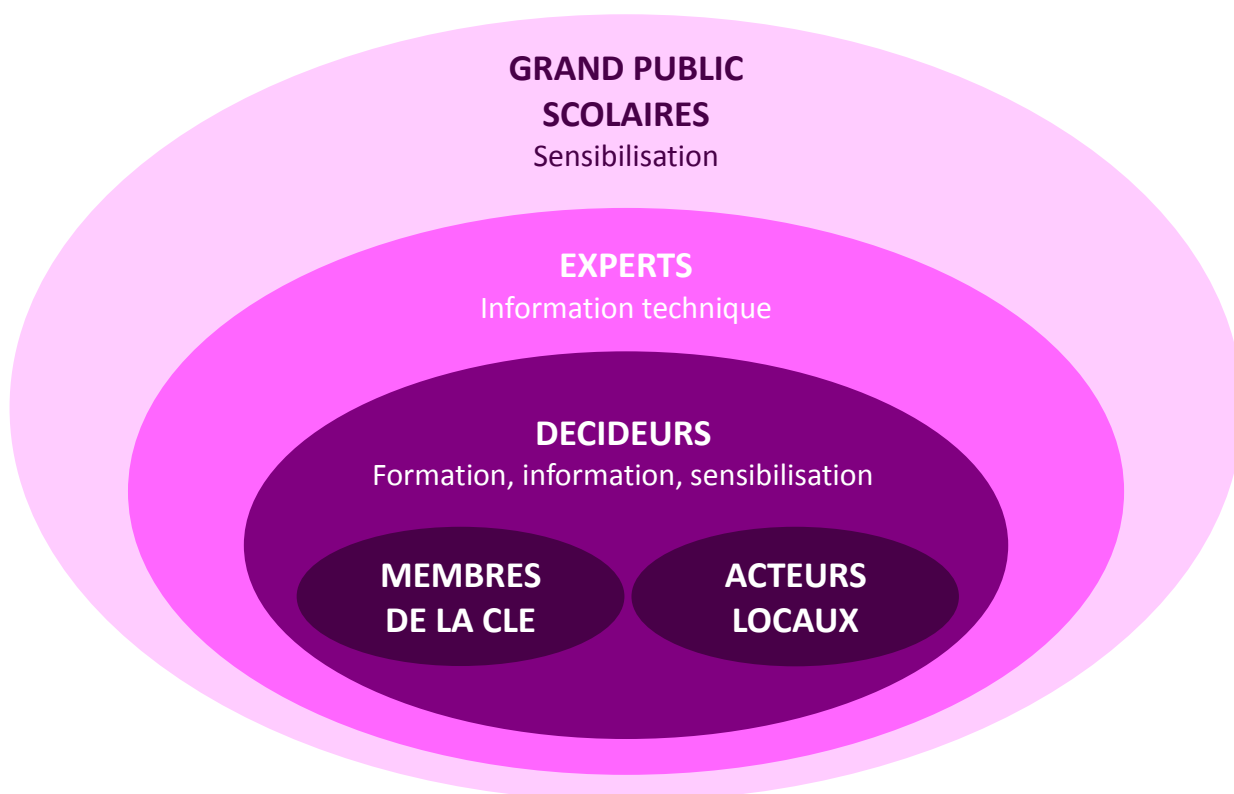 GRAND PUBLIC
SCOLAIRES
Sensibilisation
EXPERTS
Information technique
DECIDEURS
Formation, information, sensibilisation
MEMBRES
DE LA CLE
ACTEURS
LOCAUX